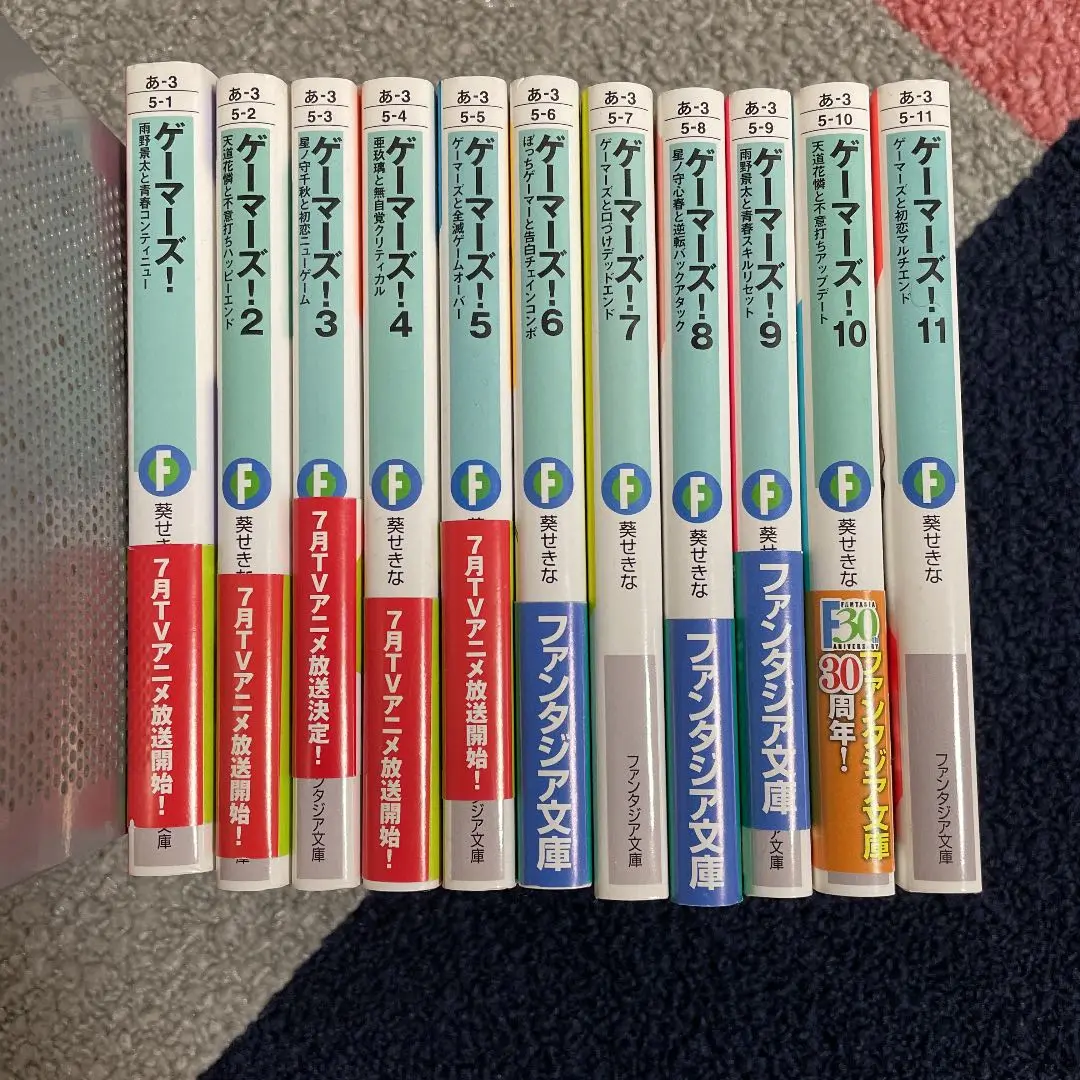 あ-3
5-1
ゲーマーズ!
雨野景太と青春コンティニュー
F
葵せき
7月TVアニメ放送開始!
文庫
あ-3
5-2
ゲーマーズ!2
天道花憐と不意打ちハッピーエンド
F
葵せきな
7月TVアニメ放送開始!
庫
あ-3
5-3
ゲーマーズ!3
星ノ守千秋と初恋ニューゲーム
F
7月TVアニメ放送決定!
ンタジア文庫
あ-3
5-4
ゲーマーズ!4
亜玖璃と無自覚クリティカル
F
葵せきな
7月TVアニメ放送開始!
あ-3
5-5
ゲーマーズ!5
ゲーマーズと全滅ゲームオーバー
F
葵
7月TVアニメ放送開始!
ジア文庫
あ-3
5-6
ゲーマーズ!6
ぼっちゲーマーと告白チェインコンボ
F
葵せきな
ファンタジア文庫
あ-3
5-7
ゲーマーズ!7
ゲーマーズと口づけデッドエンド
F
葵せきな
ファンタジア文庫
あ-3
5-8
ゲーマーズ!8
星ノ守心春と逆転バックアタック
F
葵せきな
ファンタジア文庫
あ-3
5-9
ゲーマーズ!9
雨野景太と青春スキルリセット
F
葵せきな
ファンタジア文庫
ア文庫
あ-3
5-10
ゲーマーズ!10
天道花憐と不意打ちアップデート
F
葵せきな
FANTASIA
F30th
ANIVERSARY
ファンタジア文庫
30周年!
あ-3
5-11
ゲーマーズ!11
ゲーマーズと初恋マルチエンド
F
葵せきな
ファンタジア文庫